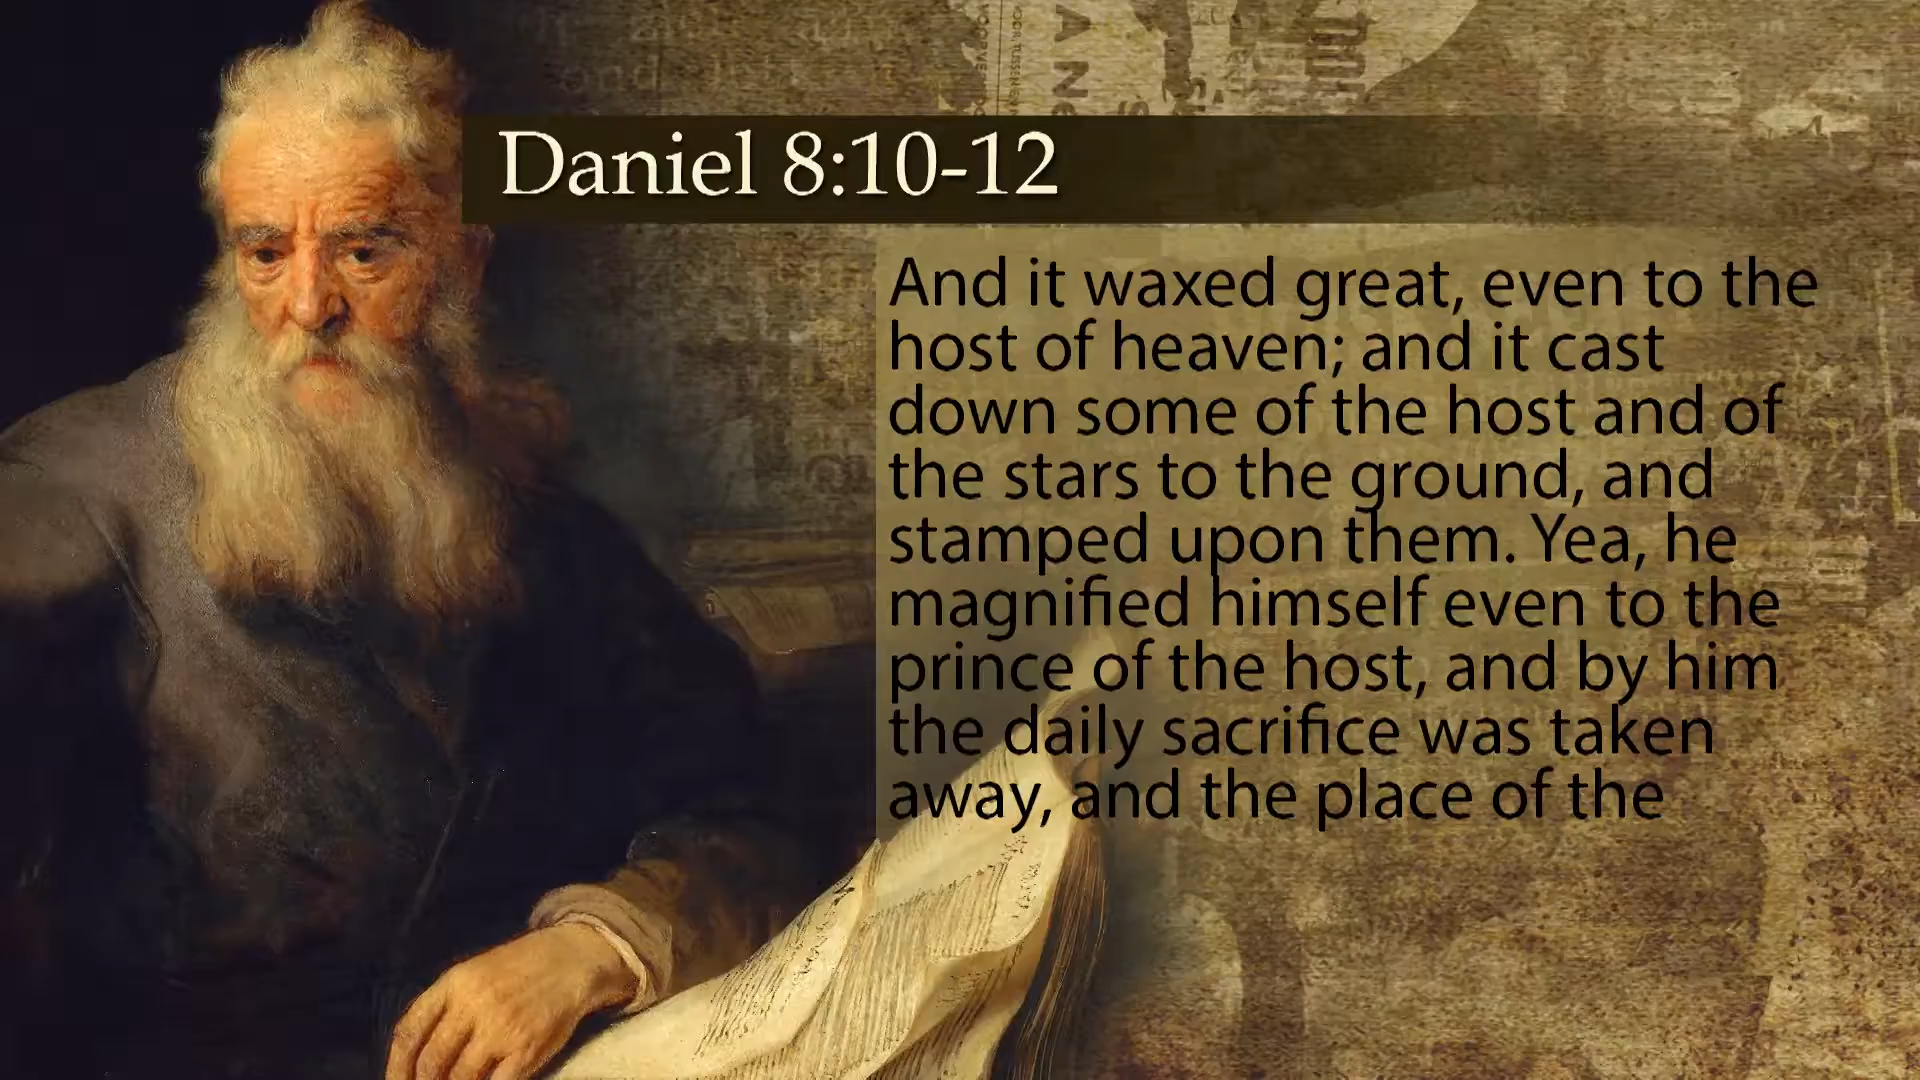 Daniel 8:10-12
And it waxed great, even to the
host of heaven; and it cast
down some of the host and of
the stars to the ground, and
stamped upon them. Yea, he
magnified himself even to the
prince of the host, and by him
the daily sacrifice was taken
away, and the place of the